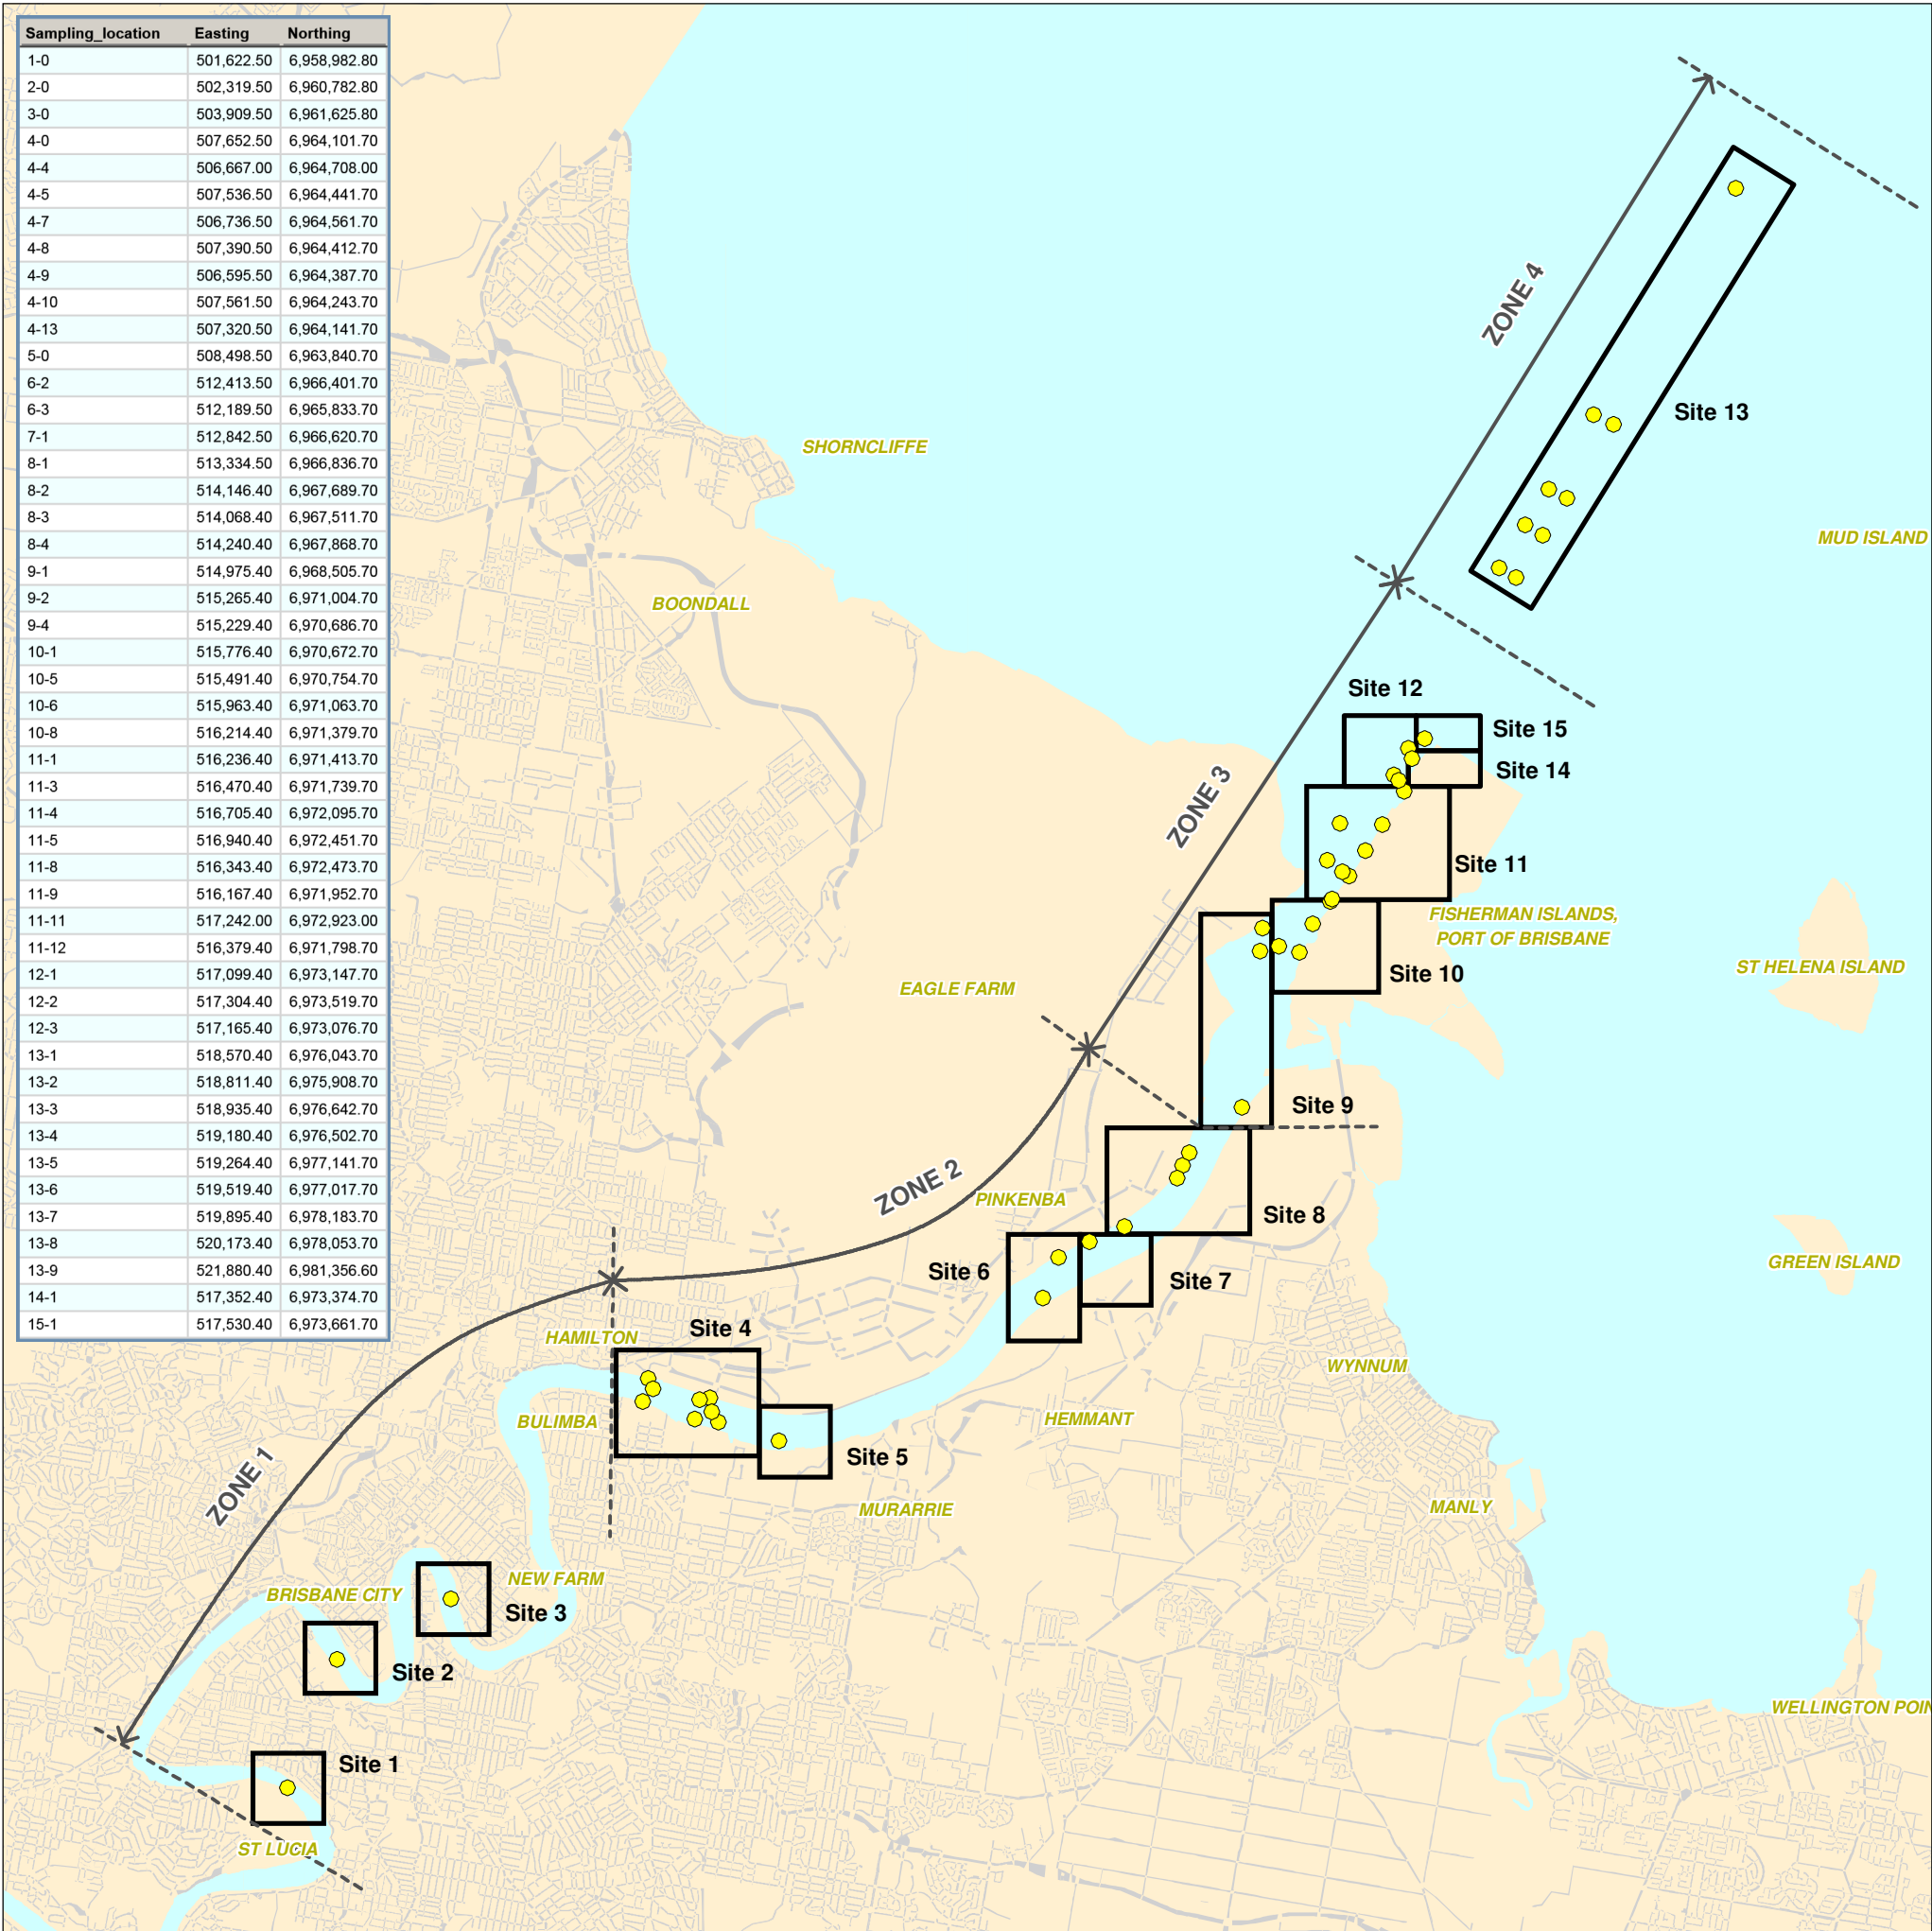 Sampling_location Easting Northing
1-0 501,622.50 6,958,982.80
2-0 502,319.50 6,960,782.80
3-0 503,909.50 6,961,625.80
4-0 507,652.50 6,964,101.70
4-4 506,667.00 6,964,708.00
4-5 507,536.50 6,964,441.70
4-7 506,736.50 6,964,561.70
4-8 507,390.50 6,964,412.70
4-9 506,595.50 6,964,387.70
4-10 507,561.50 6,964,243.70
4-13 507,320.50 6,964,141.70
5-0 508,498.50 6,963,840.70
6-2 512,413.50 6,966,401.70
6-3 512,189.50 6,965,833.70
7-1 512,842.50 6,966,620.70
8-1 513,334.50 6,966,836.70
8-2 514,146.40 6,967,689.70
8-3 514,068.40 6,967,511.70
8-4 514,240.40 6,967,868.70
9-1 514,975.40 6,968,505.70
9-2 515,265.40 6,971,004.70
9-4 515,229.40 6,970,686.70
10-1 515,776.40 6,970,672.70
10-5 515,491.40 6,970,754.70
10-6 515,963.40 6,971,063.70
10-8 516,214.40 6,971,379.70
11-1 516,236.40 6,971,413.70
11-3 516,470.40 6,971,739.70
11-4 516,705.40 6,972,095.70
11-5 516,940.40 6,972,451.70
11-8 516,343.40 6,972,473.70
11-9 516,167.40 6,971,952.70
11-11 517,242.00 6,972,923.00
11-12 516,379.40 6,971,798.70
12-1 517,099.40 6,973,147.70
12-2 517,304.40 6,973,519.70
12-3 517,165.40 6,973,076.70
13-1 518,570.40 6,976,043.70
13-2 518,811.40 6,975,908.70
13-3 518,935.40 6,976,642.70
13-4 519,180.40 6,976,502.70
13-5 519,264.40 6,977,141.70
13-6 519,519.40 6,977,017.70
13-7 519,895.40 6,978,183.70
13-8 520,173.40 6,978,053.70
13-9 521,880.40 6,981,356.60
14-1 517,352.40 6,973,374.70
15-1 517,530.40 6,973,661.70
ZONE 4
Site 13
SHORNCLIFFE
MUD ISLAND
BOONDALL
Site 12
Site 15
Site 14
ZONE 3
Site 11
FISHERMAN ISLANDS,
PORT OF BRISBANE
ST HELENA ISLAND
Site 10
EAGLE FARM
Site 9
ZONE 2
PINKENBA
Site 8
GREEN ISLAND
Site 6
Site 7
HAMILTON
Site 4
WYNNUM
BULIMBA
HEMMANT
Site 5
ZONE 1
MURARRIE
MANLY
NEW FARM
BRISBANE CITY
Site 3
Site 2
WELLINGTON POIN
Site 1
ST LUCIA